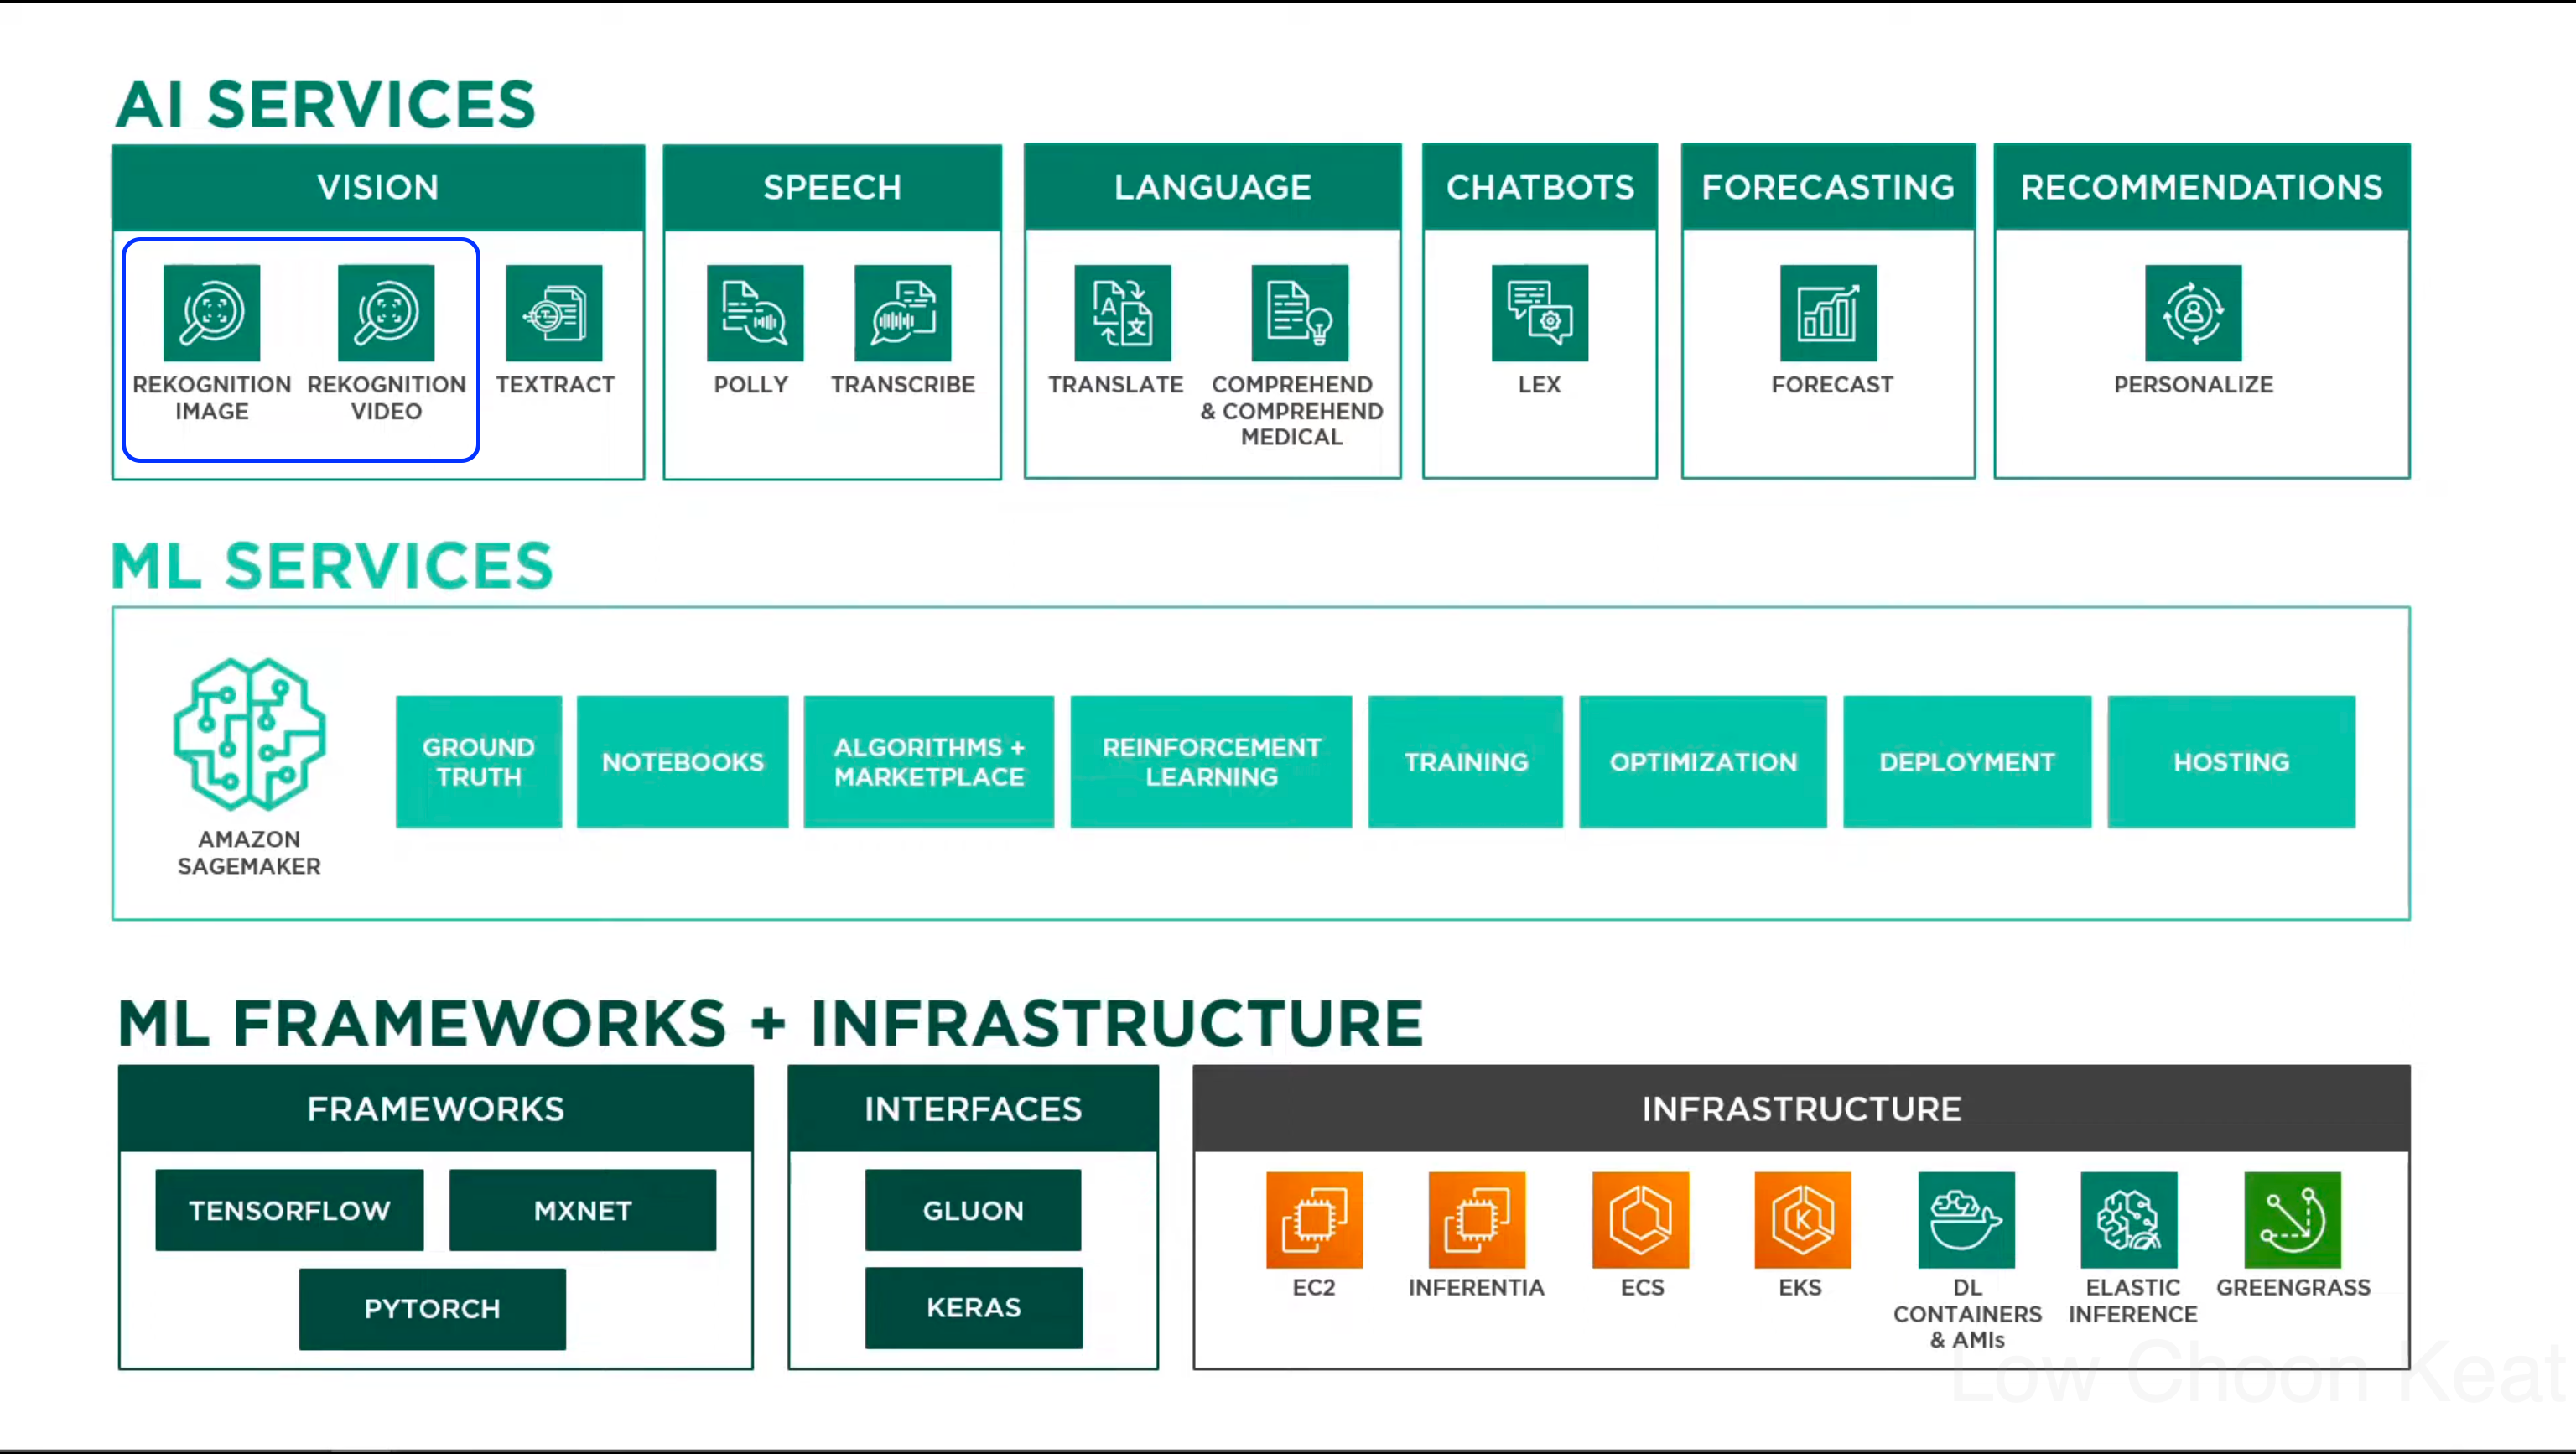 AI SERVICES
VISION
REKOGNITION
IMAGE
REKOGNITION
VIDEO
TEXTRACT
SPEECH
POLLY
TRANSCRIBE
LANGUAGE
A
文
TRANSLATE
COMPREHEND
& COMPREHEND
MEDICAL
CHATBOTS
LEX
FORECASTING
FORECAST
RECOMMENDATIONS
PERSONALIZE
ML SERVICES
AMAZON
SAGEMAKER
GROUND
TRUTH
NOTEBOOKS
ALGORITHMS +
MARKETPLACE
REINFORCEMENT
LEARNING
TRAINING
OPTIMIZATION
DEPLOYMENT
HOSTING
ML FRAMEWORKS + INFRASTRUCTURE
FRAMEWORKS
TENSORFLOW
MXNET
PYTORCH
INTERFACES
GLUON
KERAS
INFRASTRUCTURE
EC2
INFERENTIA
ECS
K
EKS
DL
CONTAINERS
& AMIs
ELASTIC
INFERENCE
GREENGRASS
Low Choon Keat